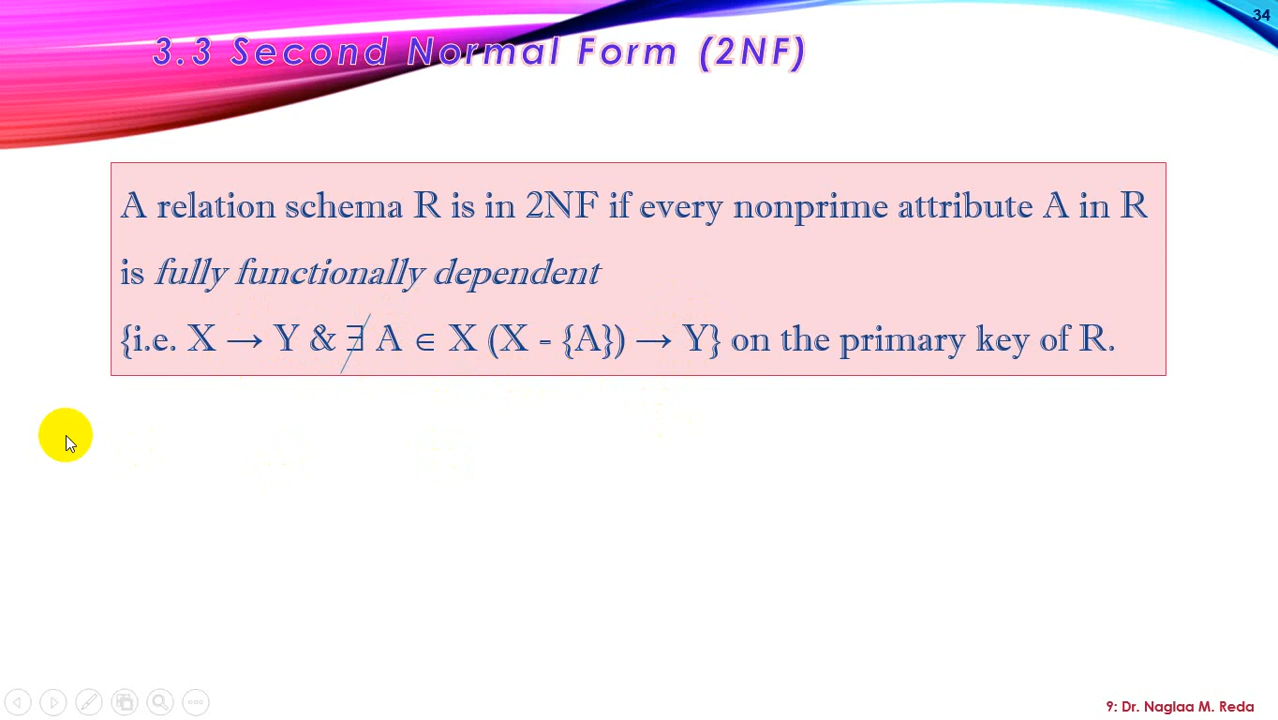 34
3.3 Second Normal Form (2NF)
A relation schema R is in 2NF if every nonprime attribute A in R
is fully functionally dependent
{i.e. X → Y & ∄ A ∈ X (X - {A}) → Y} on the primary key of R.
9: Dr. Naglaa M. Reda